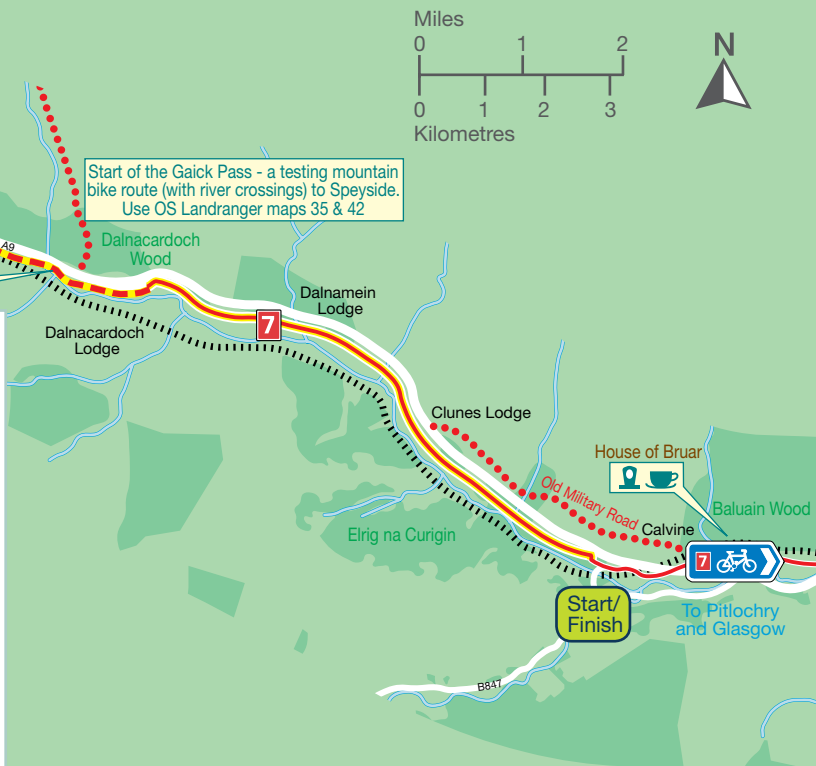 Miles
0 1 2
0 1 2 3
Kilometres
N
Start of the Gaick Pass - a testing mountain
bike route (with river crossings) to Speyside.
Use OS Landranger maps 35 & 42
A9
Dalnacardoch
Wood
Dalnamein
Lodge
7
Dalnacardoch
Lodge
Clunes Lodge
House of Bruar
Old Military Road
Baluain Wood
Calvine
Elrig na Curigin
7
Start/
Finish
To Pitlochry
and Glasgow
B847